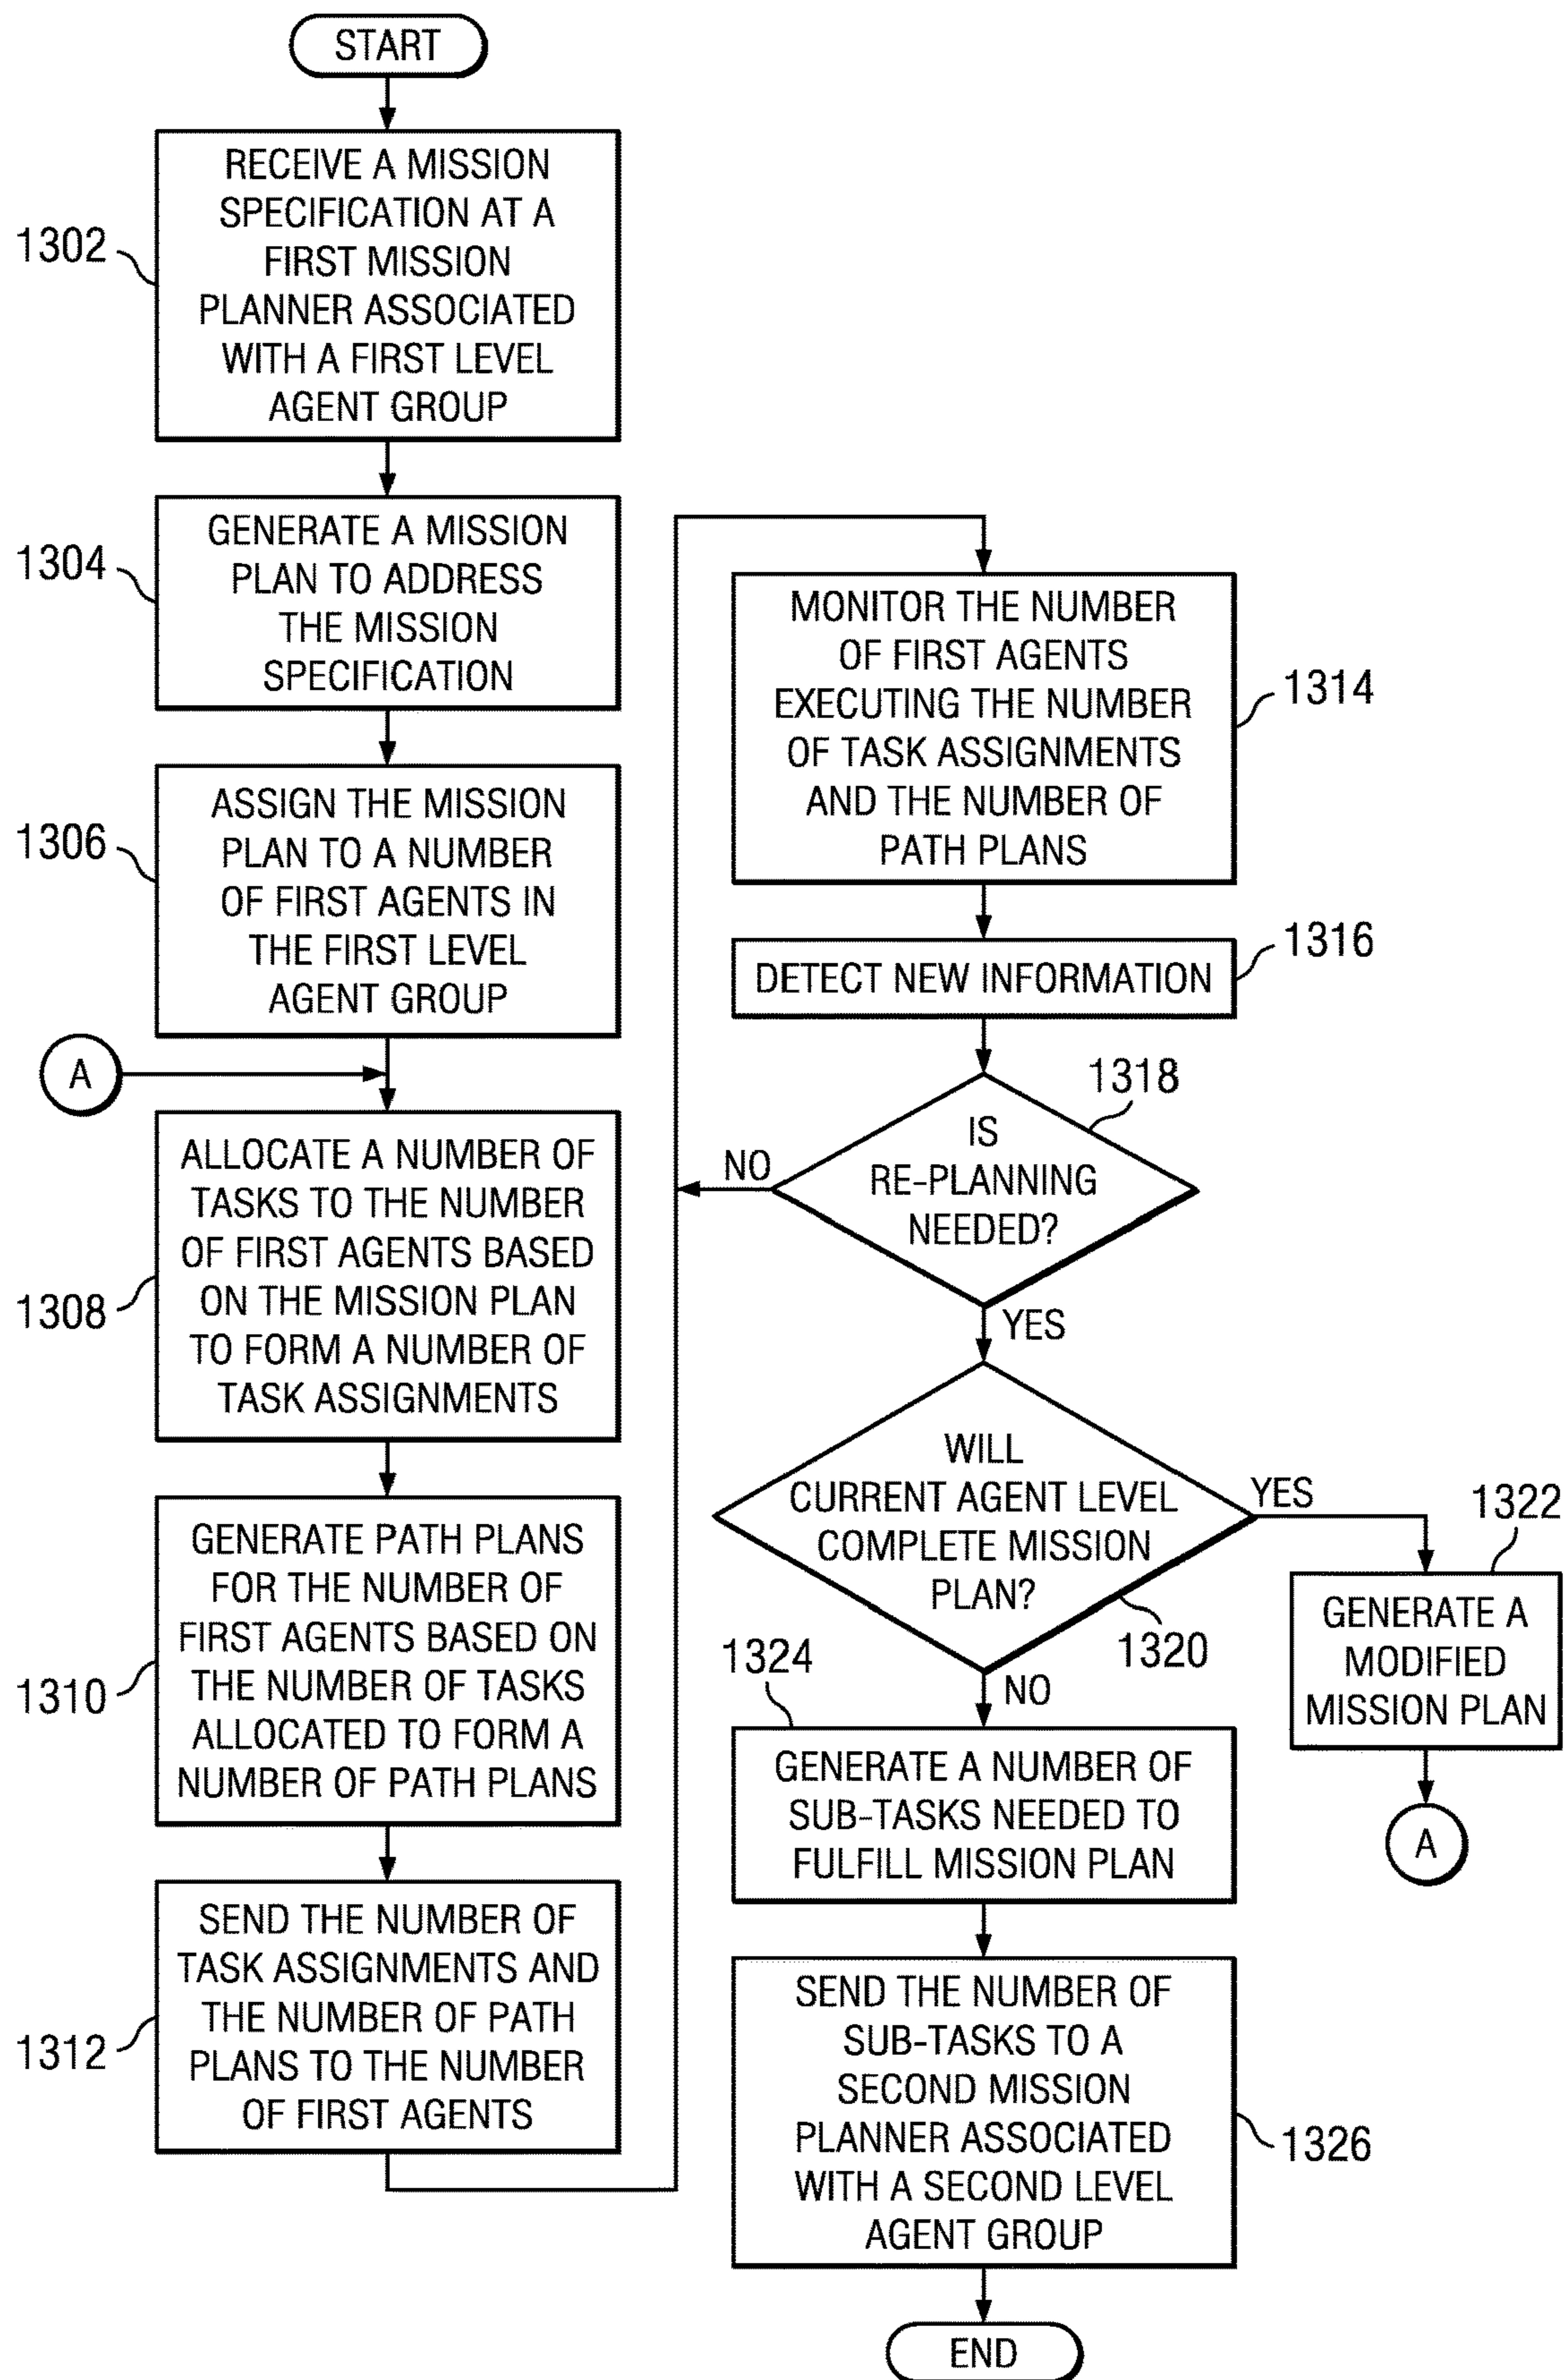 START
RECEIVE A MISSION
SPECIFICATION AT A
FIRST MISSION
PLANNER ASSOCIATED
WITH A FIRST LEVEL
AGENT GROUP
1302
GENERATE A MISSION
PLAN TO ADDRESS
THE MISSION
SPECIFICATION
1304
ASSIGN THE MISSION
PLAN TO A NUMBER
OF FIRST AGENTS IN
THE FIRST LEVEL
AGENT GROUP
1306
A
ALLOCATE A NUMBER OF
TASKS TO THE NUMBER
OF FIRST AGENTS BASED
ON THE MISSION PLAN
TO FORM A NUMBER OF
TASK ASSIGNMENTS
1308
GENERATE PATH PLANS
FOR THE NUMBER OF
FIRST AGENTS BASED ON
THE NUMBER OF TASKS
ALLOCATED TO FORM A
NUMBER OF PATH PLANS
1310
SEND THE NUMBER OF
TASK ASSIGNMENTS AND
THE NUMBER OF PATH
PLANS TO THE NUMBER
OF FIRST AGENTS
1312
MONITOR THE NUMBER
OF FIRST AGENTS
EXECUTING THE NUMBER
OF TASK ASSIGNMENTS
AND THE NUMBER OF
PATH PLANS
1314
DETECT NEW INFORMATION
1316
IS
RE-PLANNING
NEEDED?
1318
NO
YES
WILL
CURRENT AGENT LEVEL
COMPLETE MISSION
PLAN?
1320
YES
1322
GENERATE A
MODIFIED
MISSION PLAN
A
NO
1324
GENERATE A NUMBER OF
SUB-TASKS NEEDED TO
FULFILL MISSION PLAN
SEND THE NUMBER OF
SUB-TASKS TO A
SECOND MISSION
PLANNER ASSOCIATED
WITH A SECOND LEVEL
AGENT GROUP
1326
END